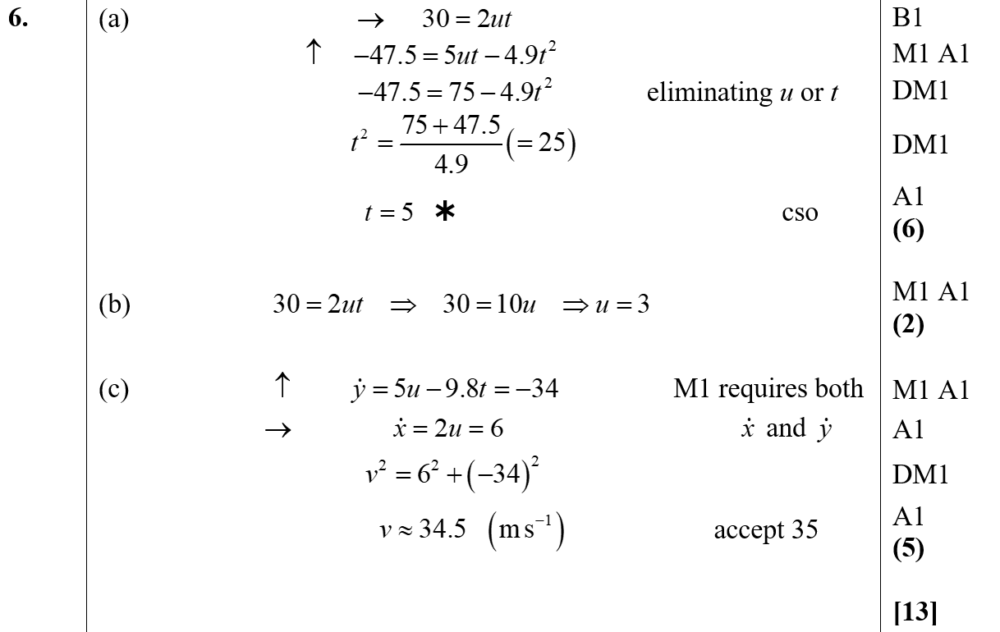 6. (a) → 30 = 2ut B1
↑ −47.5 = 5ut − 4.9t² M1 A1
−47.5 = 75 − 4.9t² eliminating u or t DM1
t² = (75 + 47.5)/4.9 (= 25) DM1
t = 5 * cso A1
(6)
(b) 30 = 2ut ⇒ 30 = 10u ⇒ u = 3 M1 A1
(2)
(c) ↑ ẏ = 5u − 9.8t = −34 M1 requires both M1 A1
→ ẋ = 2u = 6 ẋ and ẏ A1
v² = 6² + (−34)² DM1
v ≈ 34.5 (m s⁻¹) accept 35 A1
(5)
[13]